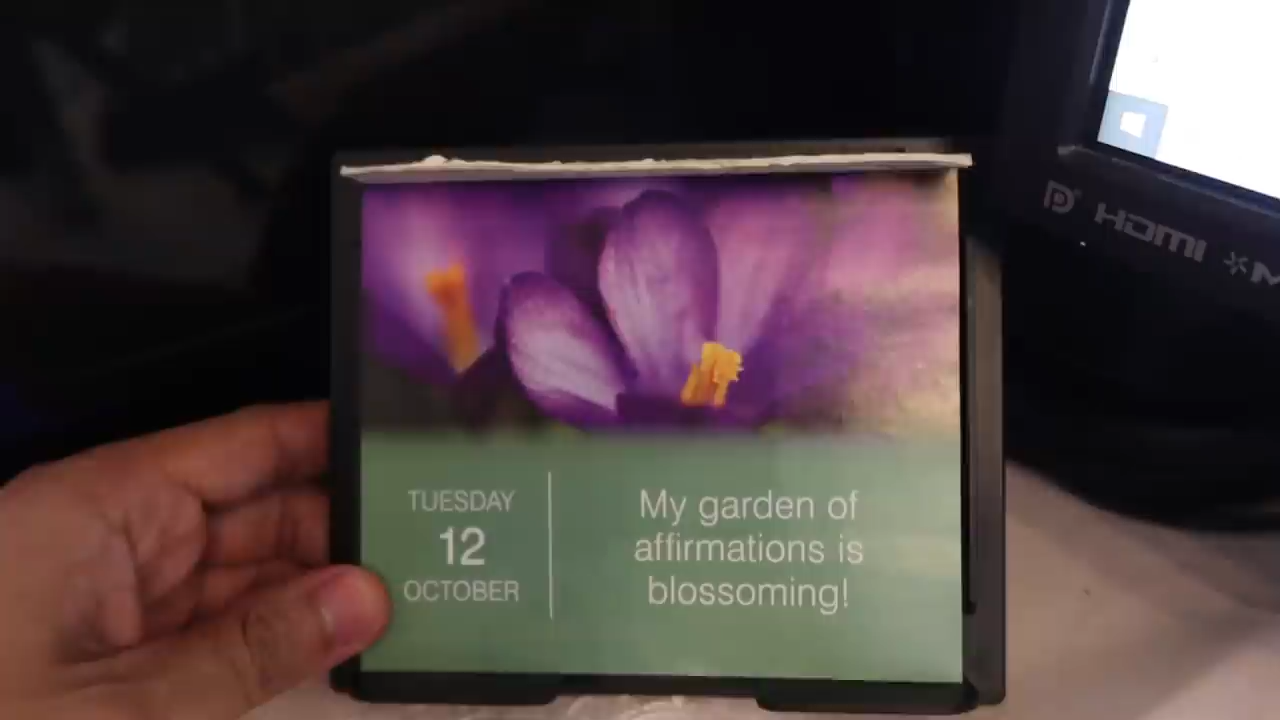 HDMI
TUESDAY
12
OCTOBER
My garden of
affirmations is
blossoming!